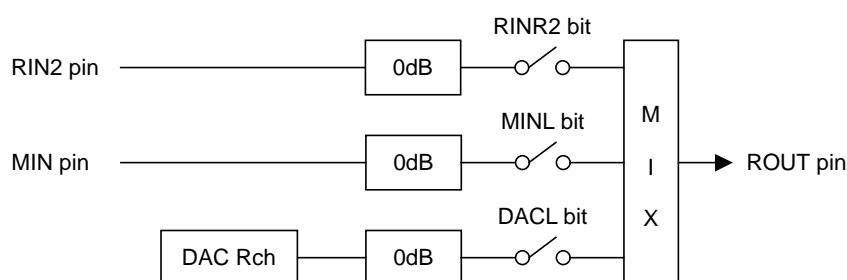 RINR2 bit
RIN2 pin
0dB
MINL bit
M
MIN pin
0dB
I
ROUT pin
DACL bit
X
DAC Rch
0dB